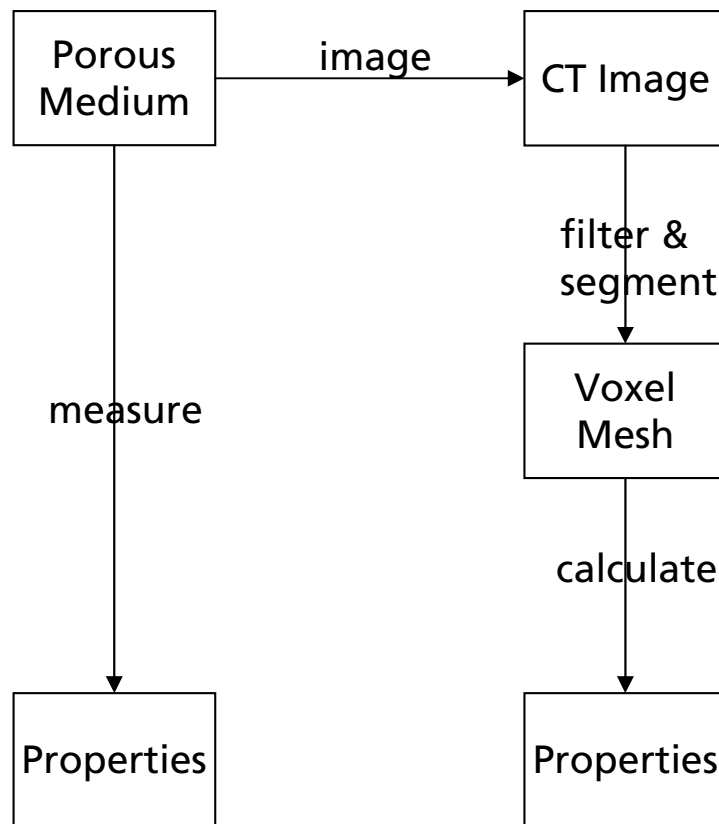 Porous
Medium
image
CT Image
filter &
segment
measure
Voxel
Mesh
calculate
Properties
Properties